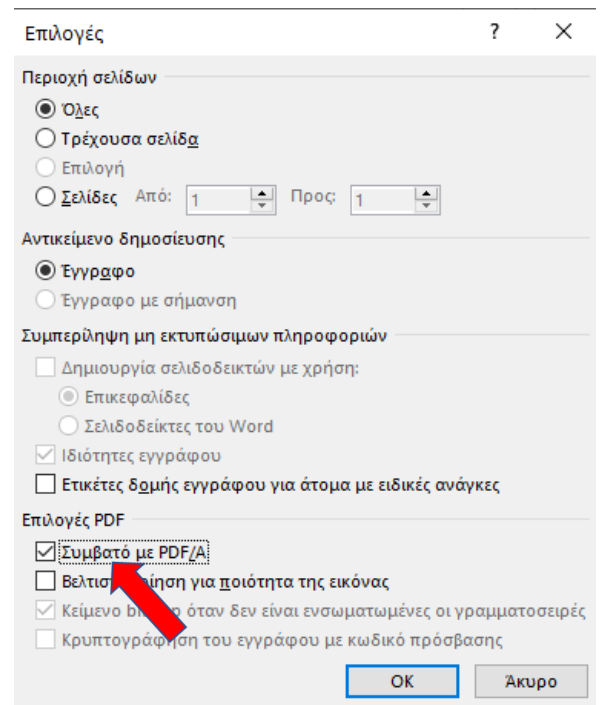 Επιλογές ? ×
Περιοχή σελίδων
Όλες
Τρέχουσα σελίδα
Επιλογή
Σελίδες Από: 1 Προς: 1
Αντικείμενο δημοσίευσης
Έγγραφο
Έγγραφο με σήμανση
Συμπερίληψη μη εκτυπώσιμων πληροφοριών
Δημιουργία σελιδοδεικτών με χρήση:
Επικεφαλίδες
Σελιδοδείκτες του Word
Ιδιότητες εγγράφου
Ετικέτες δομής εγγράφου για άτομα με ειδικές ανάγκες
Επιλογές PDF
Συμβατό με PDF/A
για ποιότητα της εικόνας
Κείμενο όταν δεν είναι ενσωματωμένες οι γραμματοσειρές
Κρυπτογράφηση του εγγράφου με κωδικό πρόσβασης
OK Άκυρο